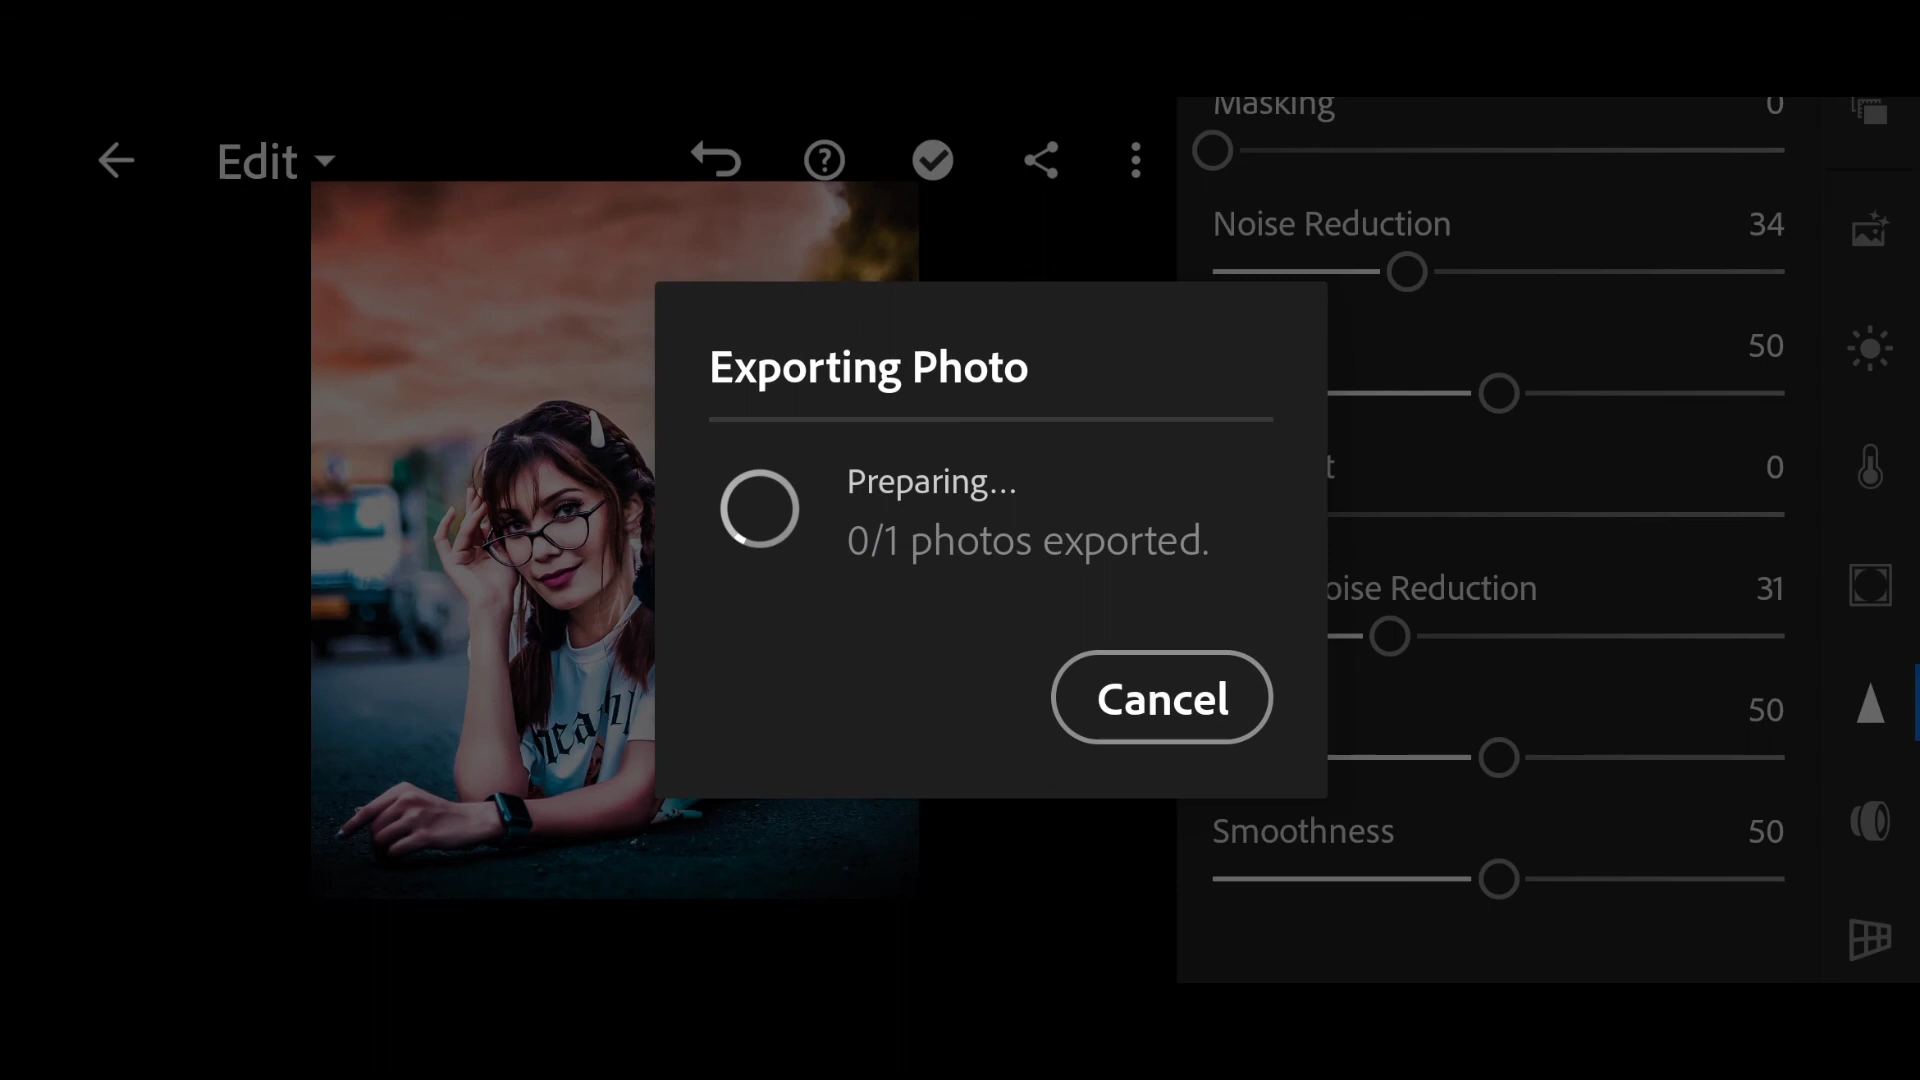 Edit
Masking
0
Noise Reduction
34
50
t
0
oise Reduction
31
50
Smoothness
50
Exporting Photo
Preparing...
0/1 photos exported.
Cancel